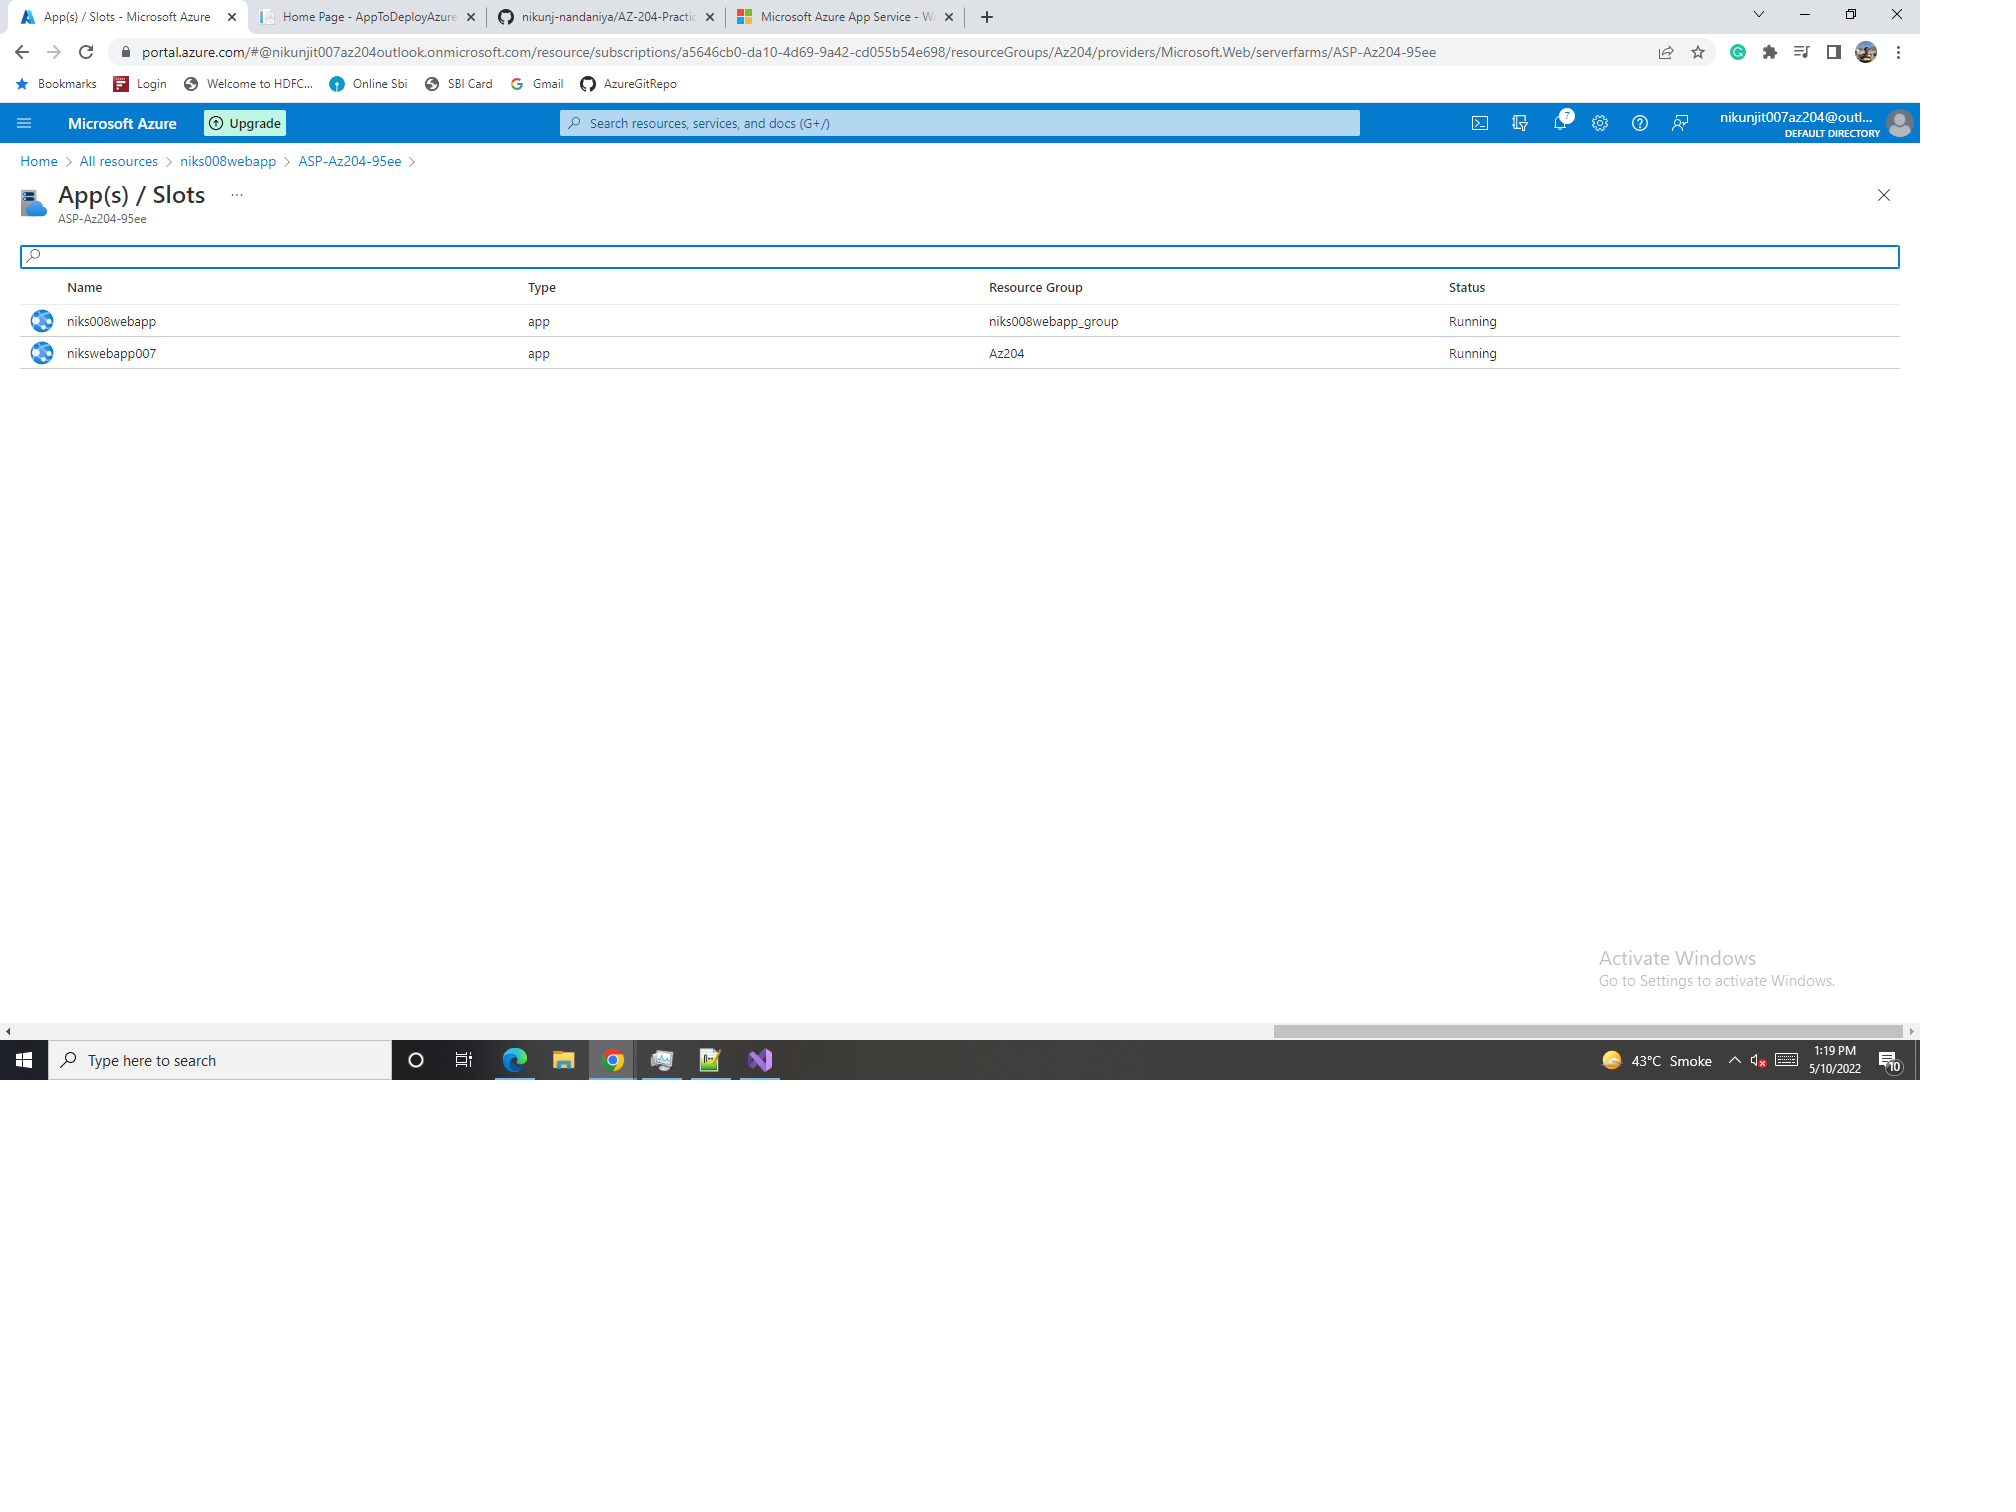 App(s) / Slots - Microsoft Azure
Home Page - AppToDeployAzure
nikunj-nandaniya/AZ-204-Practic
Microsoft Azure App Service - W
portal.azure.com/#@nikunjit007az204outlook.onmicrosoft.com/resource/subscriptions/a5646cb0-da10-4d69-9a42-cd055b54e698/resourceGroups/Az204/providers/Microsoft.Web/serverfarms/ASP-Az204-95ee
Bookmarks Login Welcome to HDFC... Online Sbi SBI Card Gmail AzureGitRepo
Microsoft Azure
Upgrade
Search resources, services, and docs (G+/)
7
nikunjit007az204@outl...
DEFAULT DIRECTORY
Home > All resources > niks008webapp > ASP-Az204-95ee >
App(s) / Slots ...
ASP-Az204-95ee
Name Type Resource Group Status
niks008webapp app niks008webapp_group Running
nikswebapp007 app Az204 Running
Activate Windows
Go to Settings to activate Windows.
Type here to search
43°C Smoke
1:19 PM
5/10/2022
10